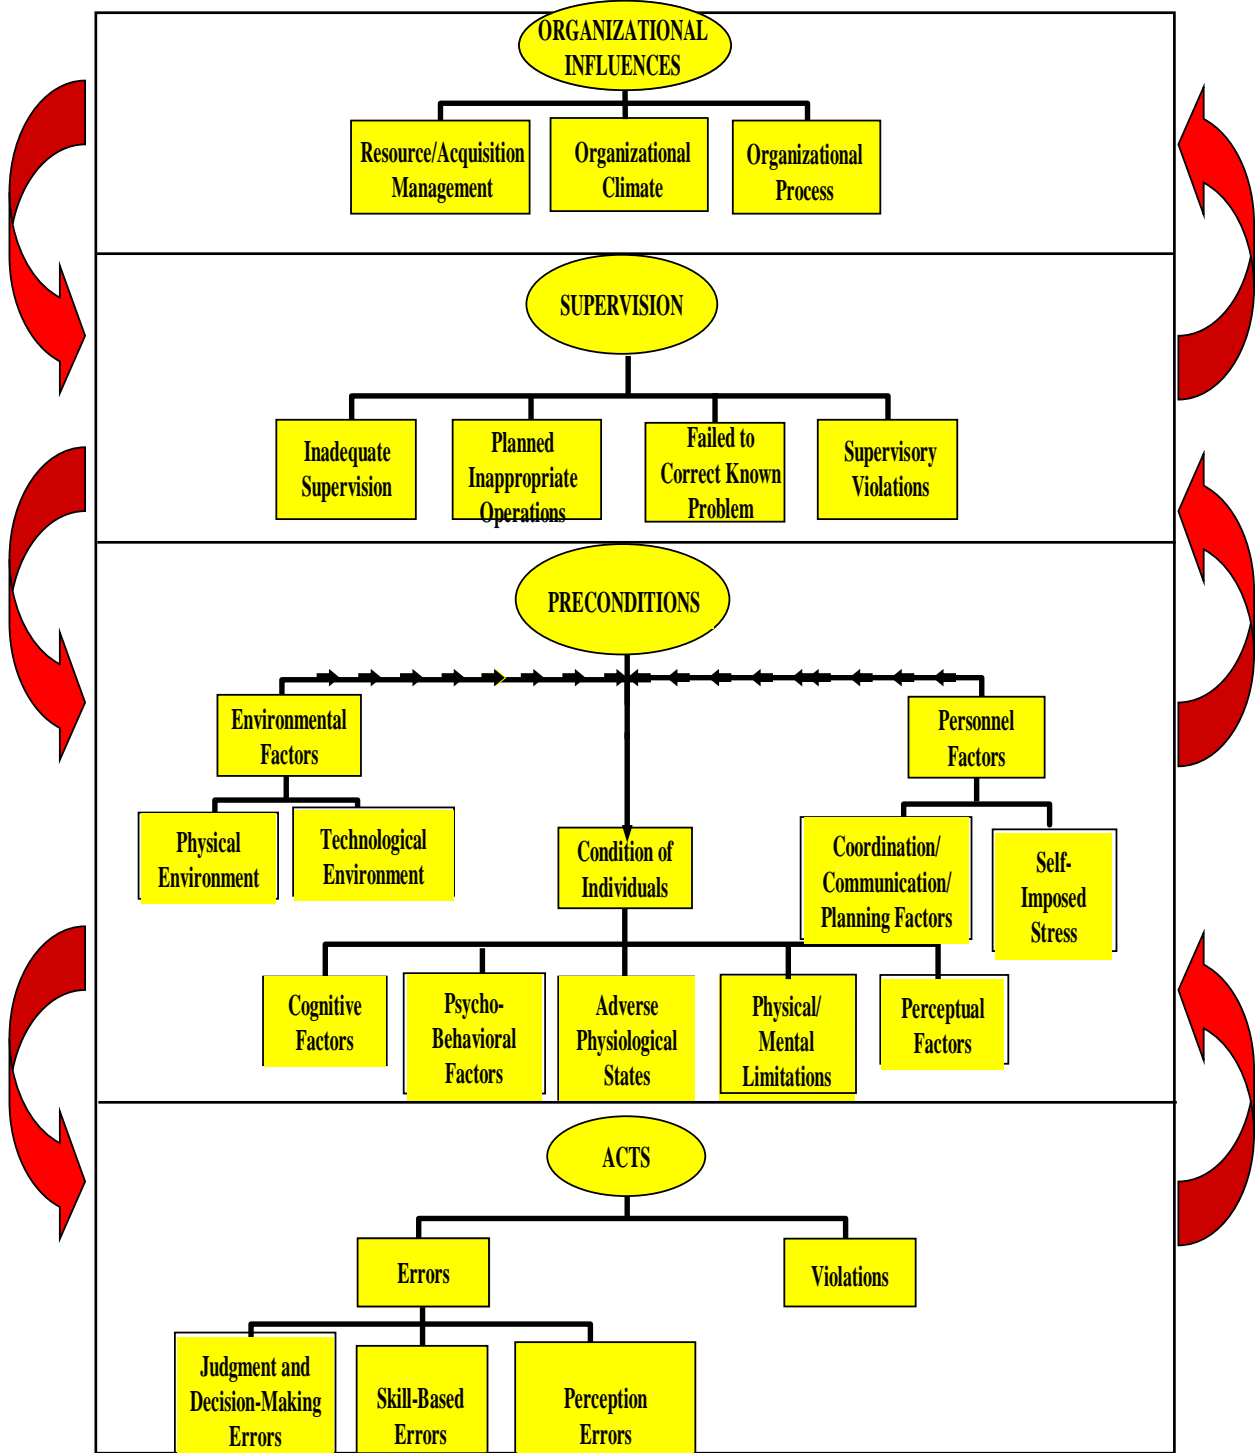 ORGANIZATIONAL
INFLUENCES
Resource/Acquisition
Management
Organizational
Climate
Organizational
Process
SUPERVISION
Inadequate
Supervision
Planned
Inappropriate
Operations
Failed to
Correct Known
Problem
Supervisory
Violations
PRECONDITIONS
Environmental
Factors
Personnel
Factors
Physical
Environment
Technological
Environment
Condition of
Individuals
Coordination/
Communication/
Planning Factors
Self-
Imposed
Stress
Cognitive
Factors
Psycho-
Behavioral
Factors
Adverse
Physiological
States
Physical/
Mental
Limitations
Perceptual
Factors
ACTS
Errors
Violations
Judgment and
Decision-Making
Errors
Skill-Based
Errors
Perception
Errors